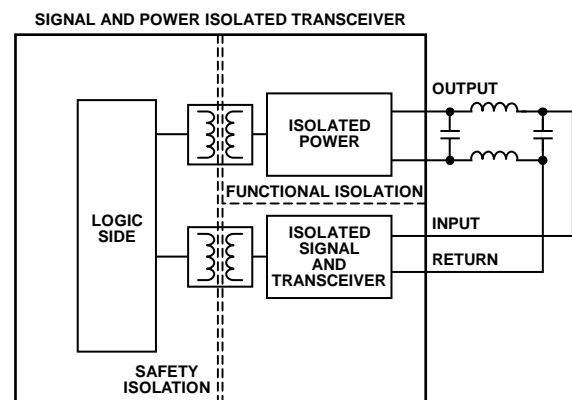 SIGNAL AND POWER ISOLATED TRANSCEIVER
OUTPUT
ISOLATED
POWER
FUNCTIONAL ISOLATION
LOGIC
SIDE
ISOLATED
SIGNAL
AND
TRANSCEIVER
INPUT
RETURN
SAFETY
ISOLATION